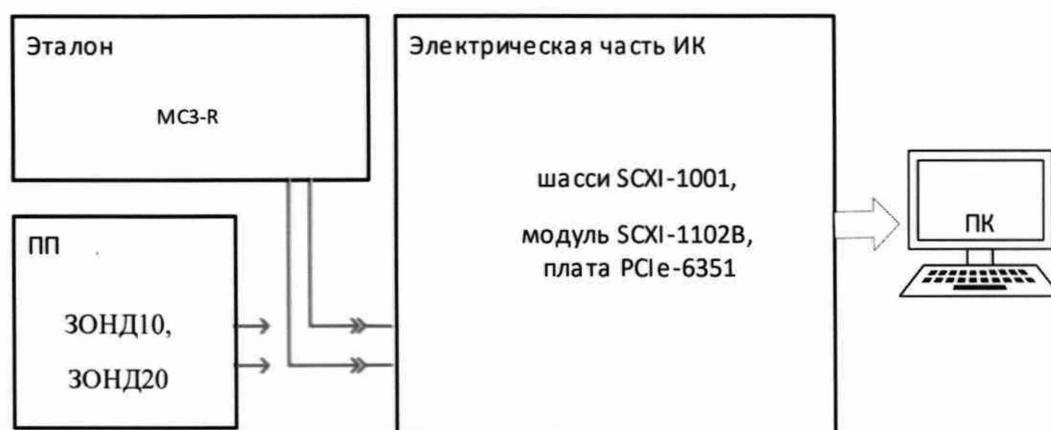 Эталон
МС3-R
Электрическая часть ИК
шасси SCXI-1001,
модуль SCXI-1102B,
плата PCIe-6351
ПК
ПП
ЗОНД10,
ЗОНД20